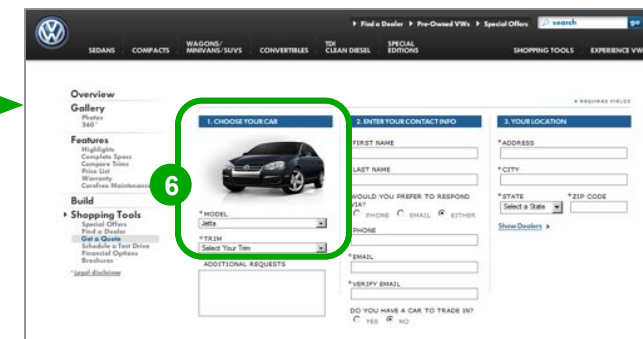 Find a Dealer Pre-Owned VWs Special Offers search go
SEDANS COMPACTS WAGONS/ MINIVANS/SUVS CONVERTIBLES TDI CLEAN DIESEL SPECIAL EDITIONS SHOPPING TOOLS EXPERIENCE VW
Overview
Gallery
Photos
360°
Features
Highlights
Complete Specs
Compare Trims
Price List
Warranty
Carefree Maintenance
Build
Shopping Tools
Special Offers
Find a Dealer
Get a Quote
Schedule a Test Drive
Financial Options
Brochures
*Legal disclaimer
6
1. CHOOSE YOUR CAR
*MODEL
Jetta
*TRIM
Select Your Trim
ADDITIONAL REQUESTS
2. ENTER YOUR CONTACT INFO
*FIRST NAME
*LAST NAME
WOULD YOU PREFER TO RESPOND
VIA?
PHONE EMAIL EITHER
PHONE
*EMAIL
*VERIFY EMAIL
DO YOU HAVE A CAR TO TRADE IN?
YES NO
* REQUIRED FIELDS
3. YOUR LOCATION
*ADDRESS
*CITY
*STATE *ZIP CODE
Select a State
Show Dealers